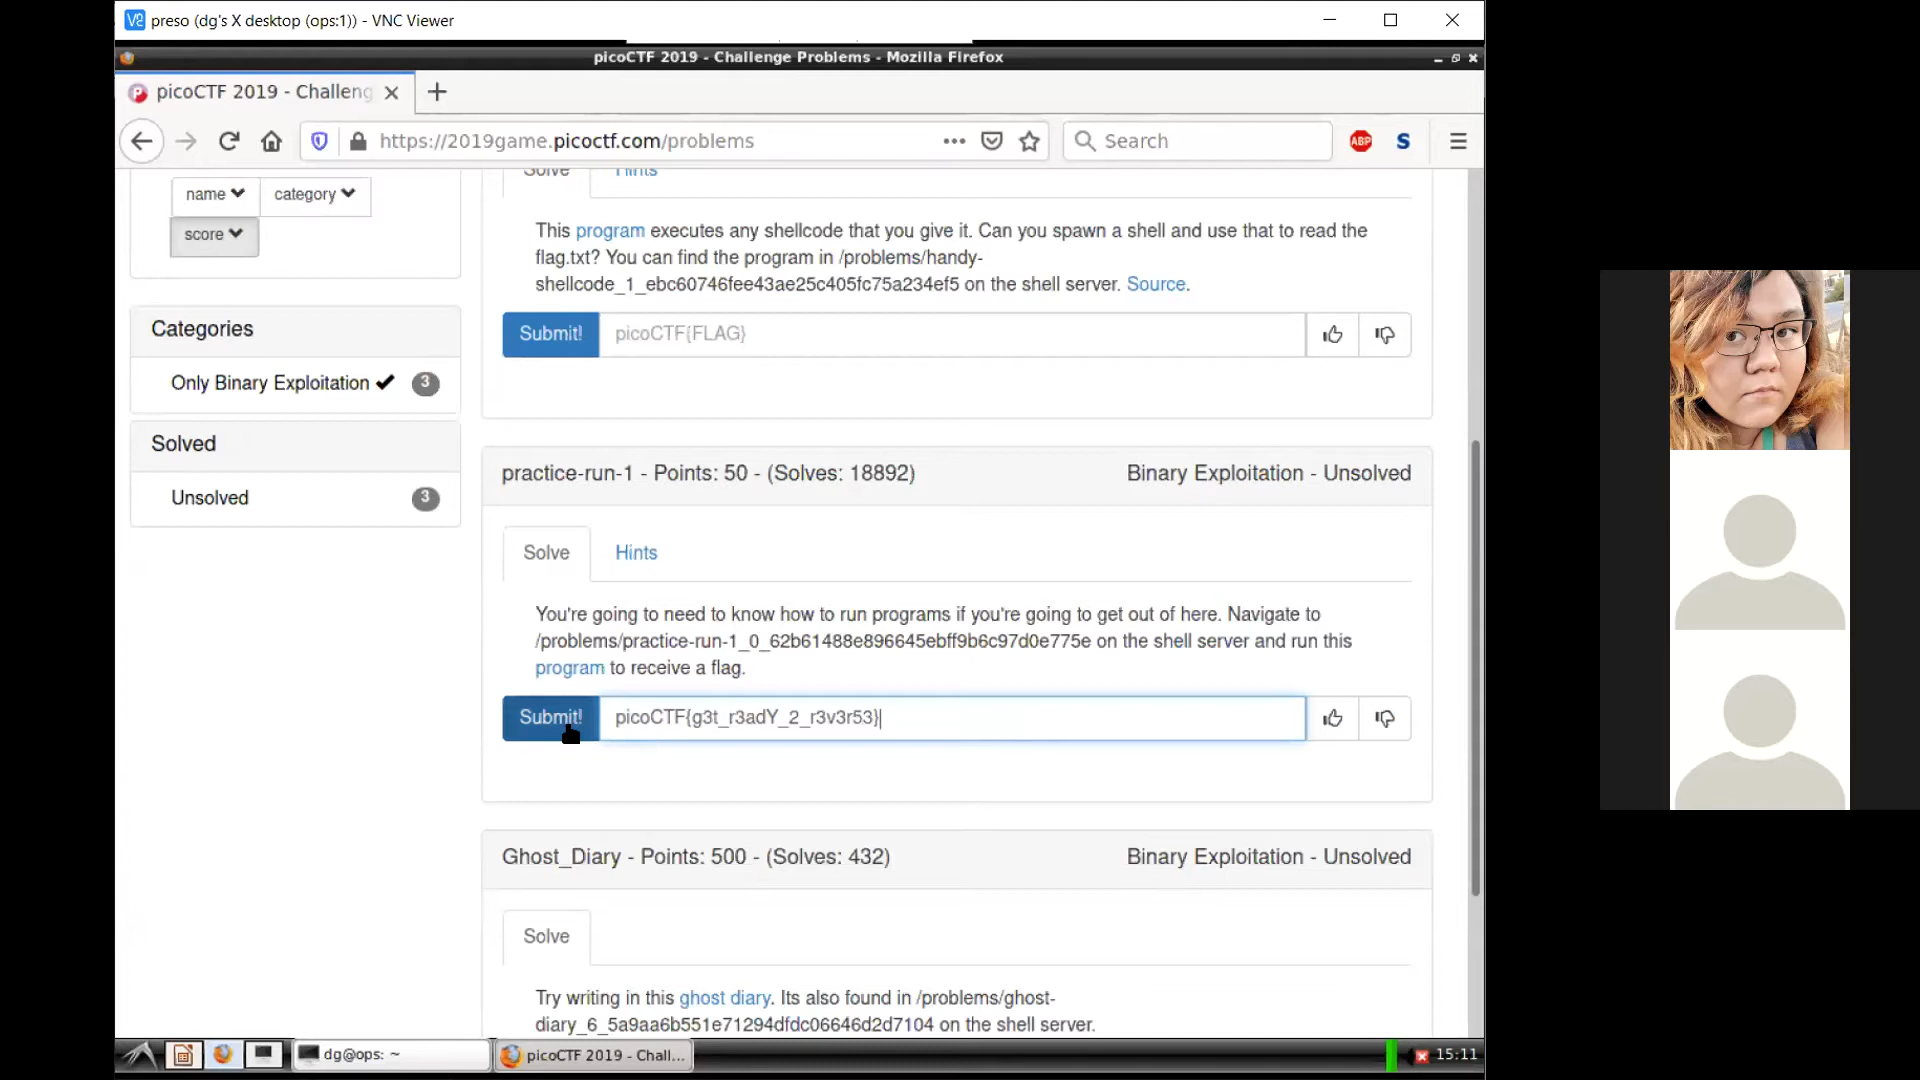 preso (dg's X desktop (ops:1)) - VNC Viewer
picoCTF 2019 - Challenge Problems - Mozilla Firefox
picoCTF 2019 - Challeng
https://2019game.picoctf.com/problems
Search
ABP
S
Solve Hints
name category
score
This program executes any shellcode that you give it. Can you spawn a shell and use that to read the
flag.txt? You can find the program in /problems/handy-
shellcode_1_ebc60746fee43ae25c405fc75a234ef5 on the shell server. Source.
Submit! picoCTF{FLAG}
Categories
Only Binary Exploitation 3
Solved
Unsolved 3
practice-run-1 - Points: 50 - (Solves: 18892) Binary Exploitation - Unsolved
Solve Hints
You're going to need to know how to run programs if you're going to get out of here. Navigate to
/problems/practice-run-1_0_62b61488e896645ebff9b6c97d0e775e on the shell server and run this
program to receive a flag.
Submit! picoCTF{g3t_r3adY_2_r3v3r53}
Ghost_Diary - Points: 500 - (Solves: 432) Binary Exploitation - Unsolved
Solve
Try writing in this ghost diary. Its also found in /problems/ghost-
diary_6_5a9aa6b551e71294dfdc06646d2d7104 on the shell server.
dg@ops: ~
picoCTF 2019 - Chall...
15:11